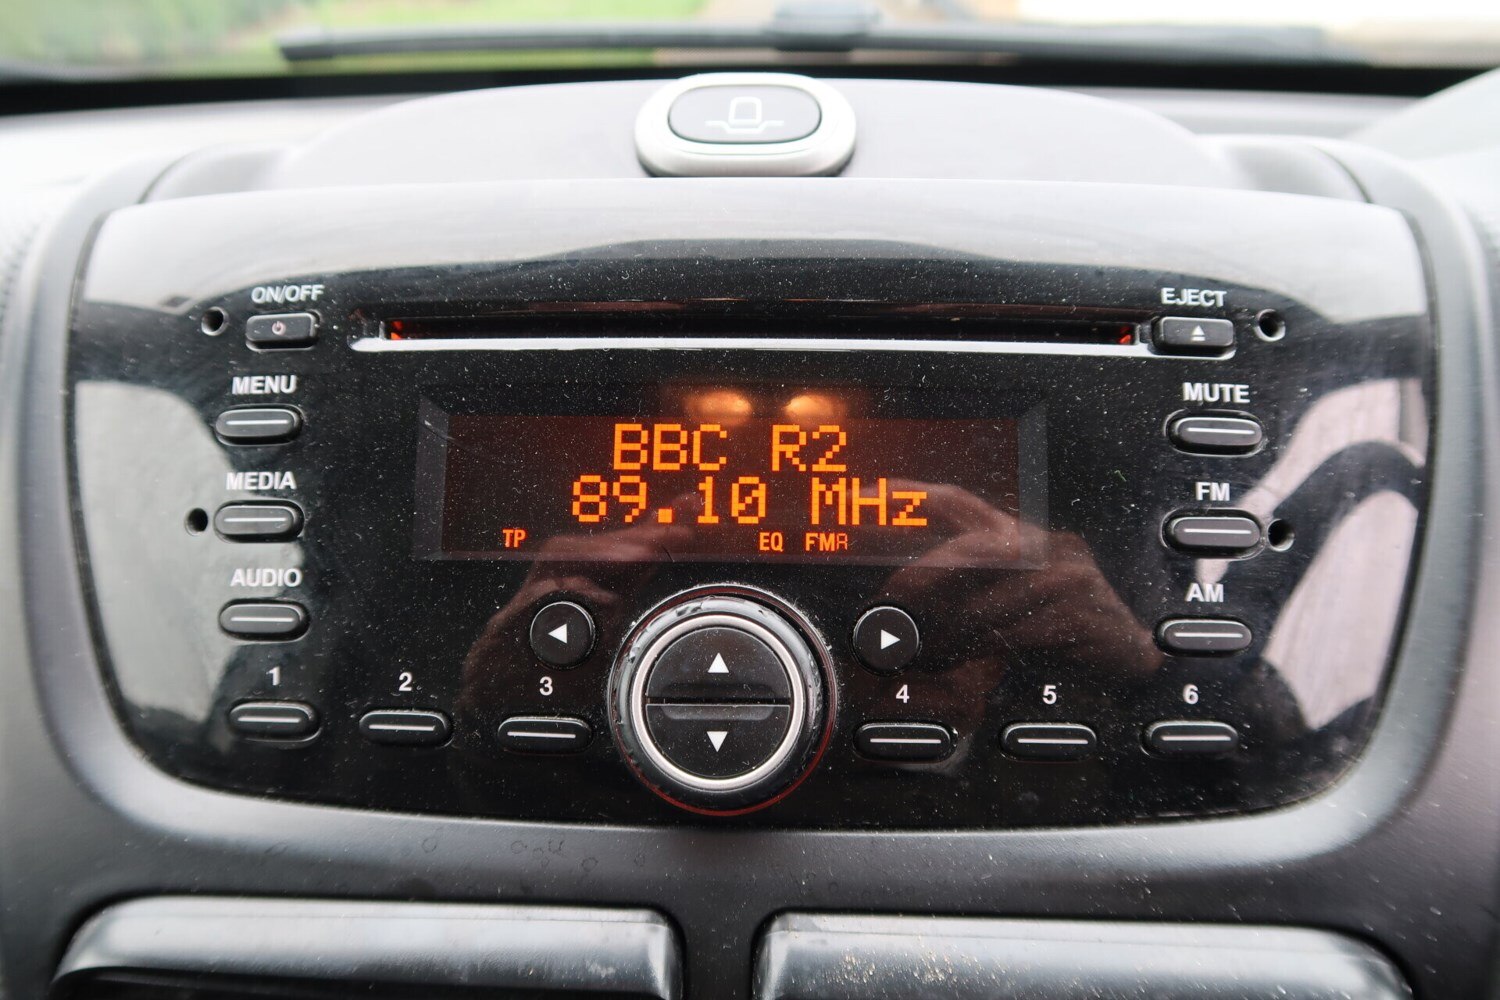 ON/OFF
EJECT
MENU
MUTE
BBC R2
MEDIA
89.10 MHz
FM
TP EQ FMA
AUDIO
AM
1 2 3 4 5 6